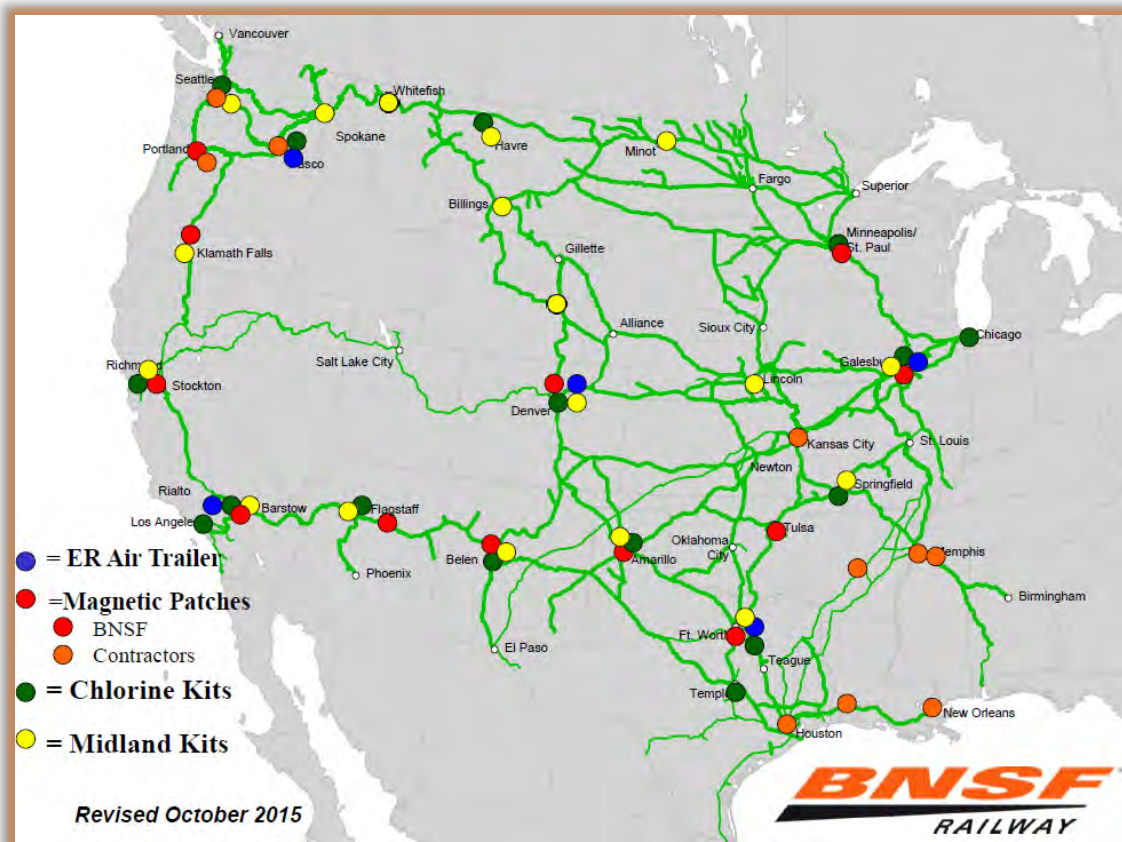 Vancouver
Seattle
Whitefish
Spokane
Portland
asco
Havre
Minot
Fargo
Superior
Billings
Minneapolis/
St. Paul
Klamath Falls
Gillette
Alliance
Sioux City
Chicago
Salt Lake City
Richmond
Stockton
Galesbu
Lincoln
Denver
Kansas City
St. Louis
Newton
Rialto
Springfield
Barstow
Flagstaff
Los Angele
Tulsa
Oklahoma
City
Belen
Amarillo
Memphis
Phoenix
Birmingham
El Paso
Ft. Worth
Teague
Temple
New Orleans
Houston
= ER Air Trailer
=Magnetic Patches
BNSF
Contractors
= Chlorine Kits
= Midland Kits
Revised October 2015
BNSF
RAILWAY